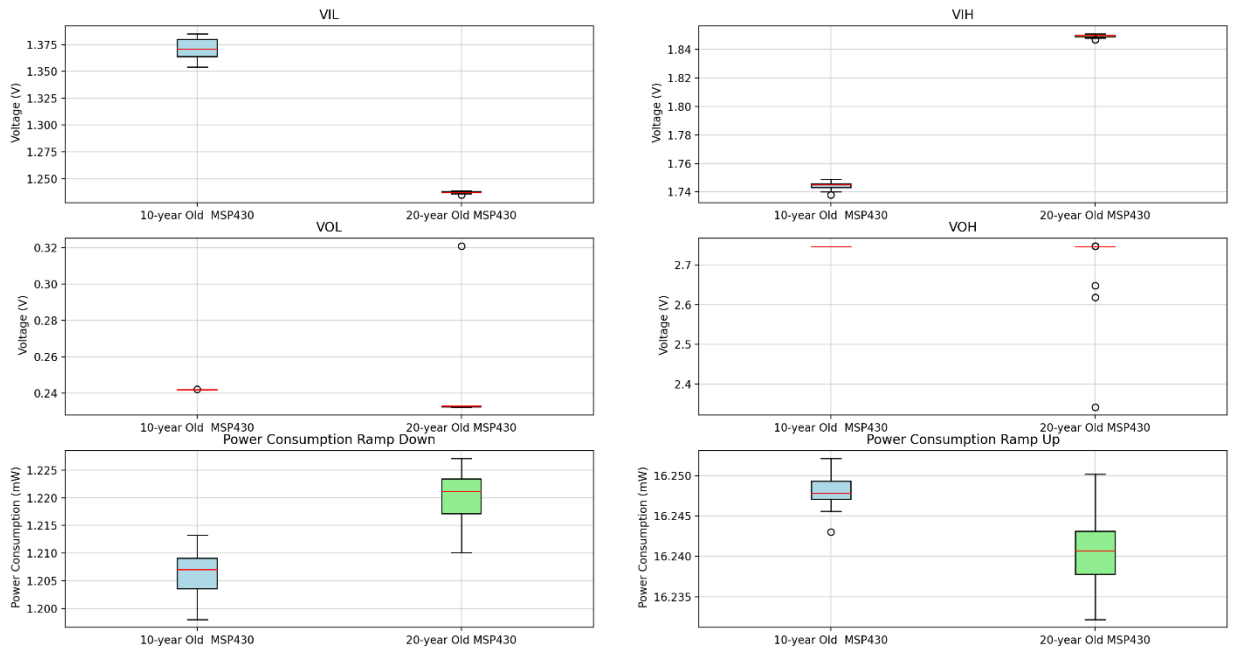 VIL
Voltage (V)
1.375
1.350
1.325
1.300
1.275
1.250
10-year Old  MSP430
20-year Old MSP430
VIH
Voltage (V)
1.84
1.82
1.80
1.78
1.76
1.74
10-year Old  MSP430
20-year Old MSP430
VOL
Voltage (V)
0.32
0.30
0.28
0.26
0.24
10-year Old  MSP430
20-year Old MSP430
VOH
Voltage (V)
2.7
2.6
2.5
2.4
10-year Old  MSP430
20-year Old MSP430
Power Consumption Ramp Down
Power Consumption (mW)
1.225
1.220
1.215
1.210
1.205
1.200
10-year Old  MSP430
20-year Old MSP430
Power Consumption Ramp Up
Power Consumption (mW)
16.250
16.245
16.240
16.235
10-year Old  MSP430
20-year Old MSP430